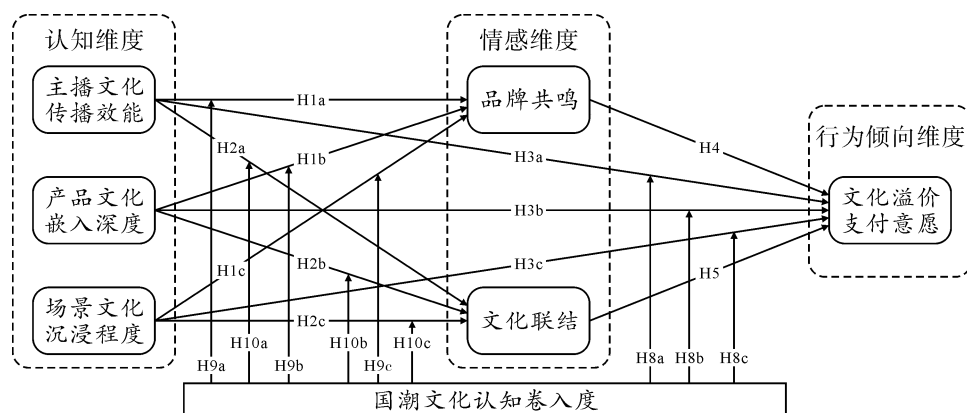 认知维度
情感维度
行为倾向维度
主播文化
传播效能
产品文化
嵌入深度
场景文化
沉浸程度
品牌共鸣
文化联结
文化溢价
支付意愿
H1a
H2a
H1b
H3a
H4
H3b
H1c
H2b
H3c
H5
H2c
H9a
H10a
H9b
H10b
H9c
H10c
H8a
H8b
H8c
国潮文化认知卷入度